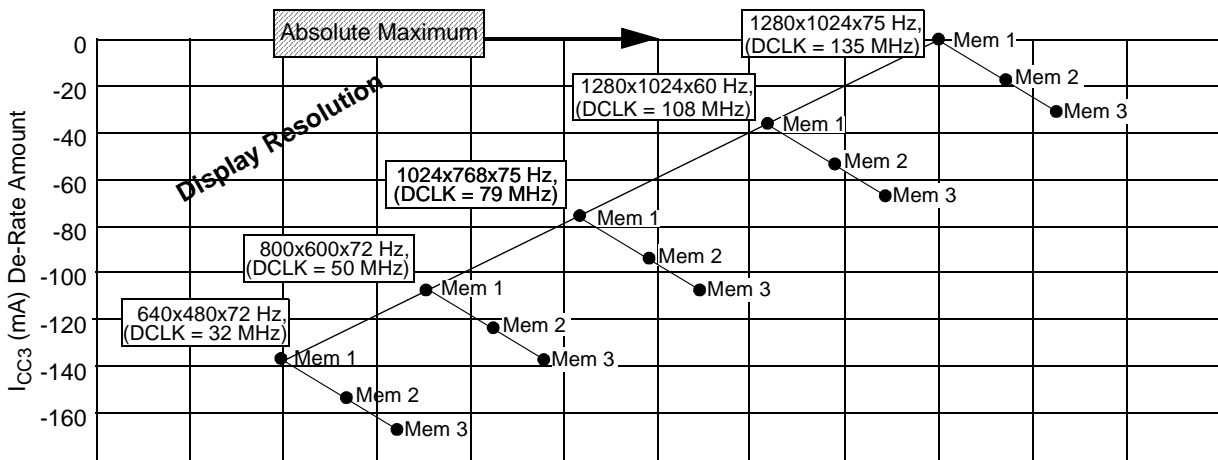 Absolute Maximum
1280x1024x75 Hz,
(DCLK = 135 MHz)
Mem 1
Mem 2
Mem 3
1280x1024x60 Hz,
(DCLK = 108 MHz)
Mem 1
Mem 2
Mem 3
Display Resolution
1024x768x75 Hz,
(DCLK = 79 MHz)
Mem 1
Mem 2
Mem 3
800x600x72 Hz,
(DCLK = 50 MHz)
Mem 1
Mem 2
Mem 3
640x480x72 Hz,
(DCLK = 32 MHz)
Mem 1
Mem 2
Mem 3
ICC3 (mA) De-Rate Amount
0
-20
-40
-60
-80
-100
-120
-140
-160